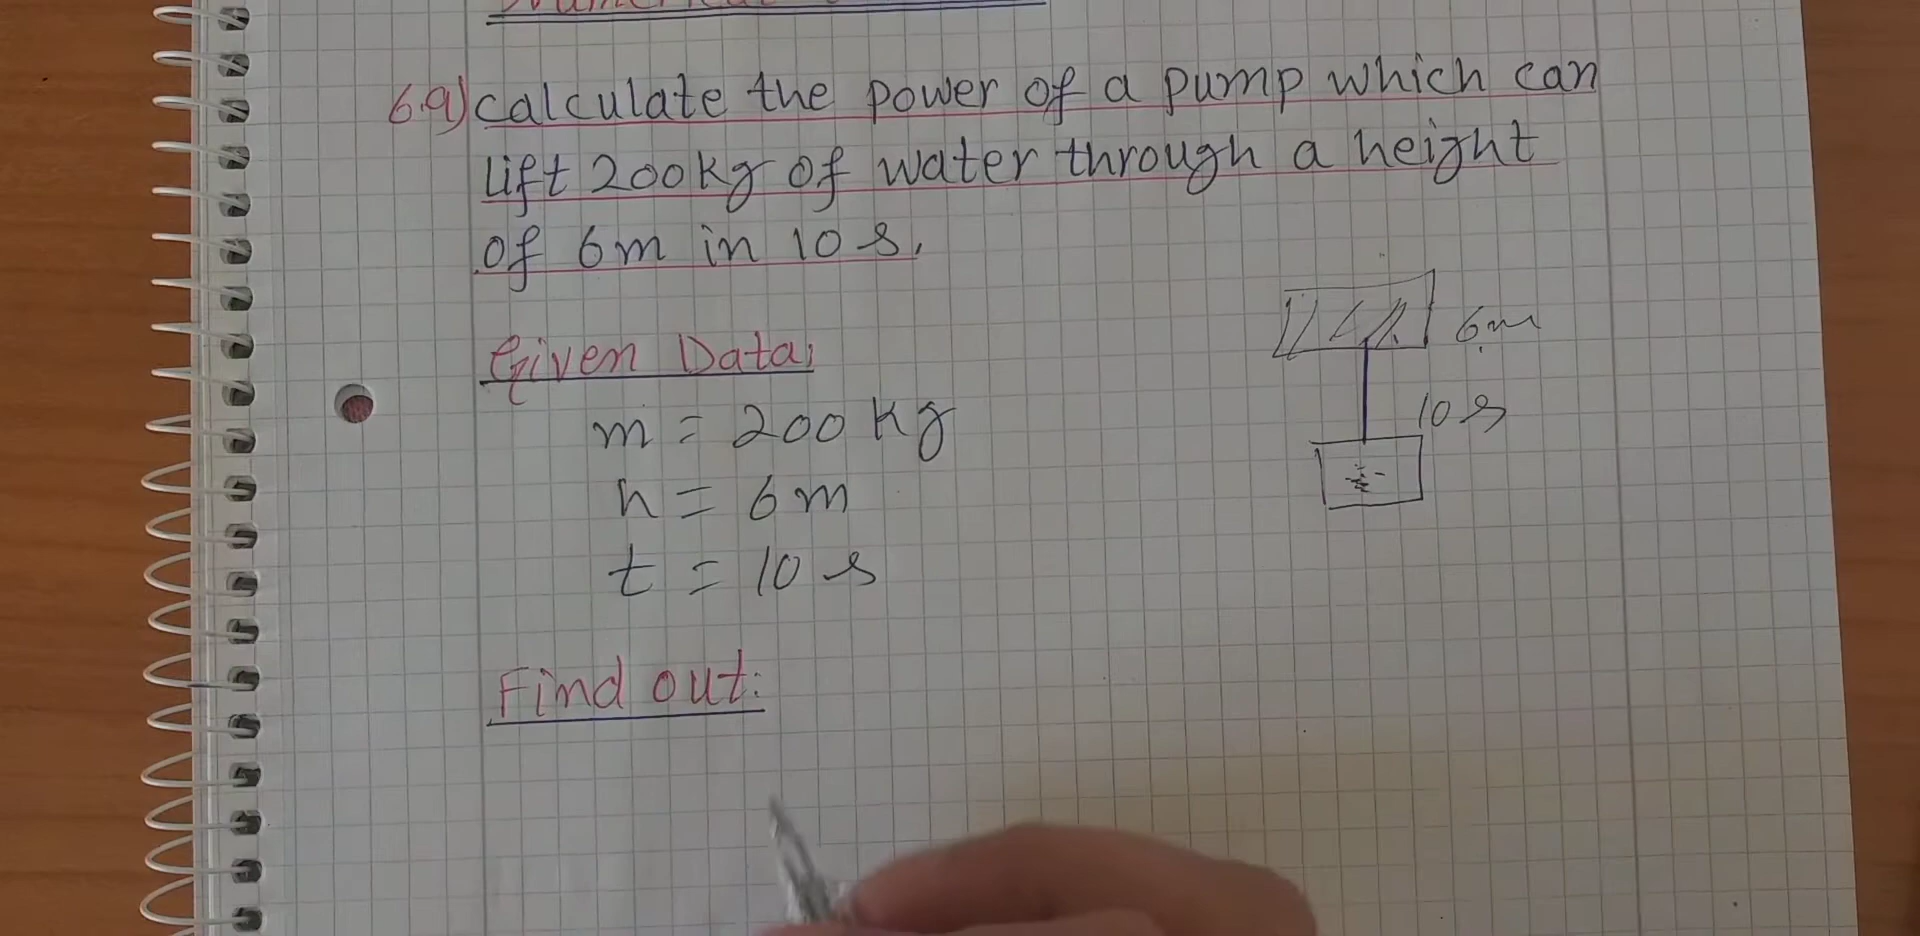 6.9) calculate the power of a pump which can
lift 200kg of water through a height
of 6m in 10 s.
6m
Given Data:
10 s
m = 200 kg
h = 6 m
t = 10 s
Find out: